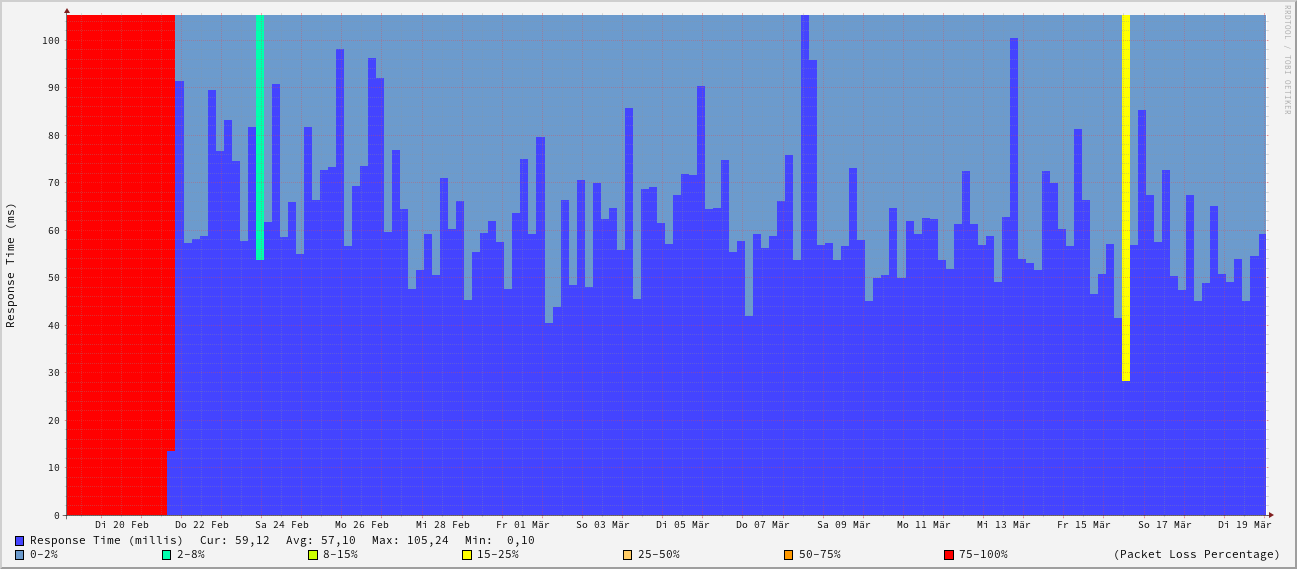 RRDTOOL / TOBI OETIKER
Response Time (ms)
100
90
80
70
60
50
40
30
20
10
0
Di 20 Feb Do 22 Feb Sa 24 Feb Mo 26 Feb Mi 28 Feb Fr 01 Mär So 03 Mär Di 05 Mär Do 07 Mär Sa 09 Mär Mo 11 Mär Mi 13 Mär Fr 15 Mär So 17 Mär Di 19 Mär
Response Time (millis) Cur: 59,12 Avg: 57,10 Max: 105,24 Min: 0,10
0-2% 2-8% 8-15% 15-25% 25-50% 50-75% 75-100% (Packet Loss Percentage)